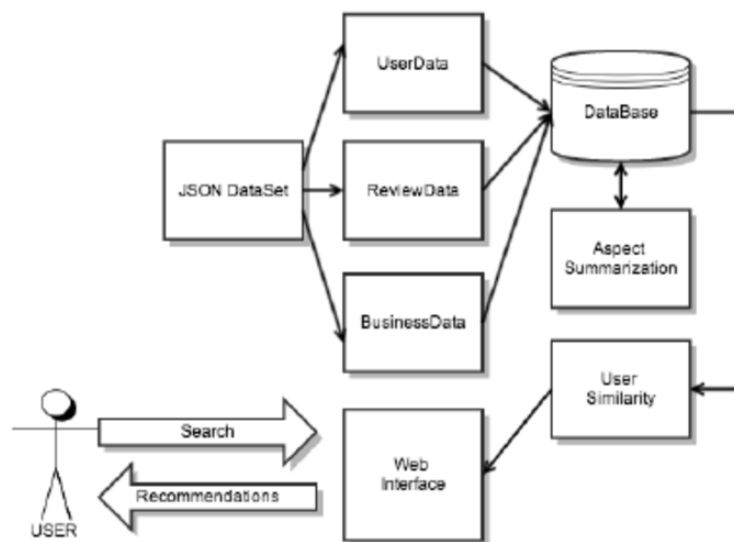 UserData
DataBase
JSON DataSet
ReviewData
Aspect
Summarization
BusinessData
User
Similarity
Search
Web
Interface
Recommendations
USER